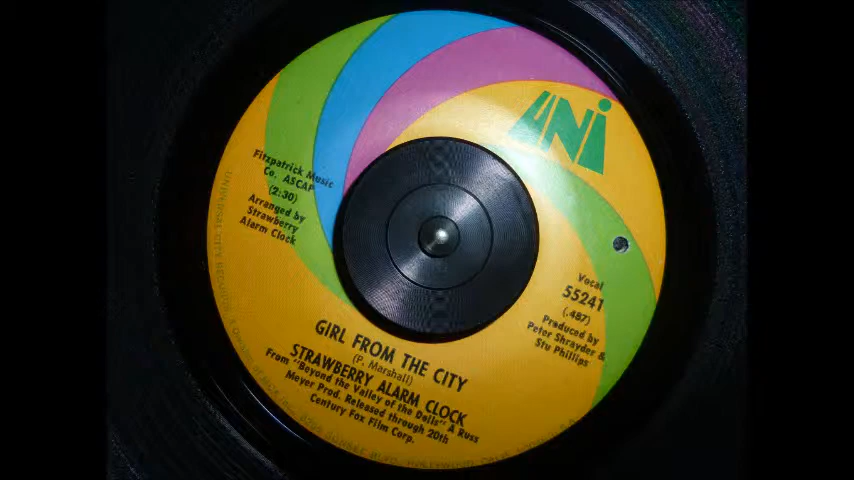 UNI
Fitzpatrick Music
Co. ASCAP
(2:30)
Arranged by
Strawberry
Alarm Clock
Vocal
55241
(.487)
Produced by
Peter Shrayder &
Stu Phillips
GIRL FROM THE CITY
(P. Marshall)
STRAWBERRY ALARM CLOCK
From "Beyond the Valley of the Dolls" A Russ
Meyer Prod. Released through 20th
Century Fox Film Corp.